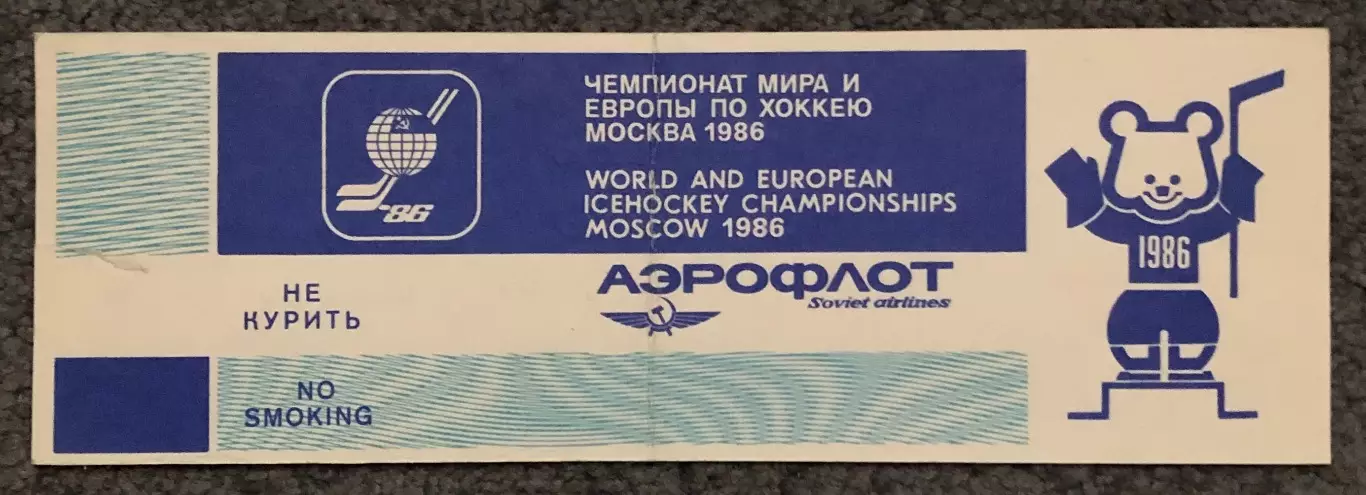 ЧЕМПИОНАТ МИРА И
ЕВРОПЫ ПО ХОККЕЮ
МОСКВА 1986
WORLD AND EUROPEAN
ICEHOCKEY CHAMPIONSHIPS
MOSCOW 1986
-86
АЭРОФЛОТ
Soviet airlines
НЕ
КУРИТЬ
NO
SMOKING
1986